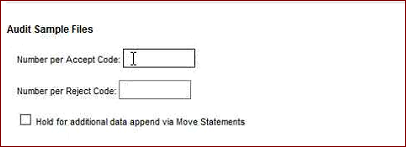 Audit Sample Files
Number per Accept Code:
Number per Reject Code:
Hold for additional data append via Move Statements